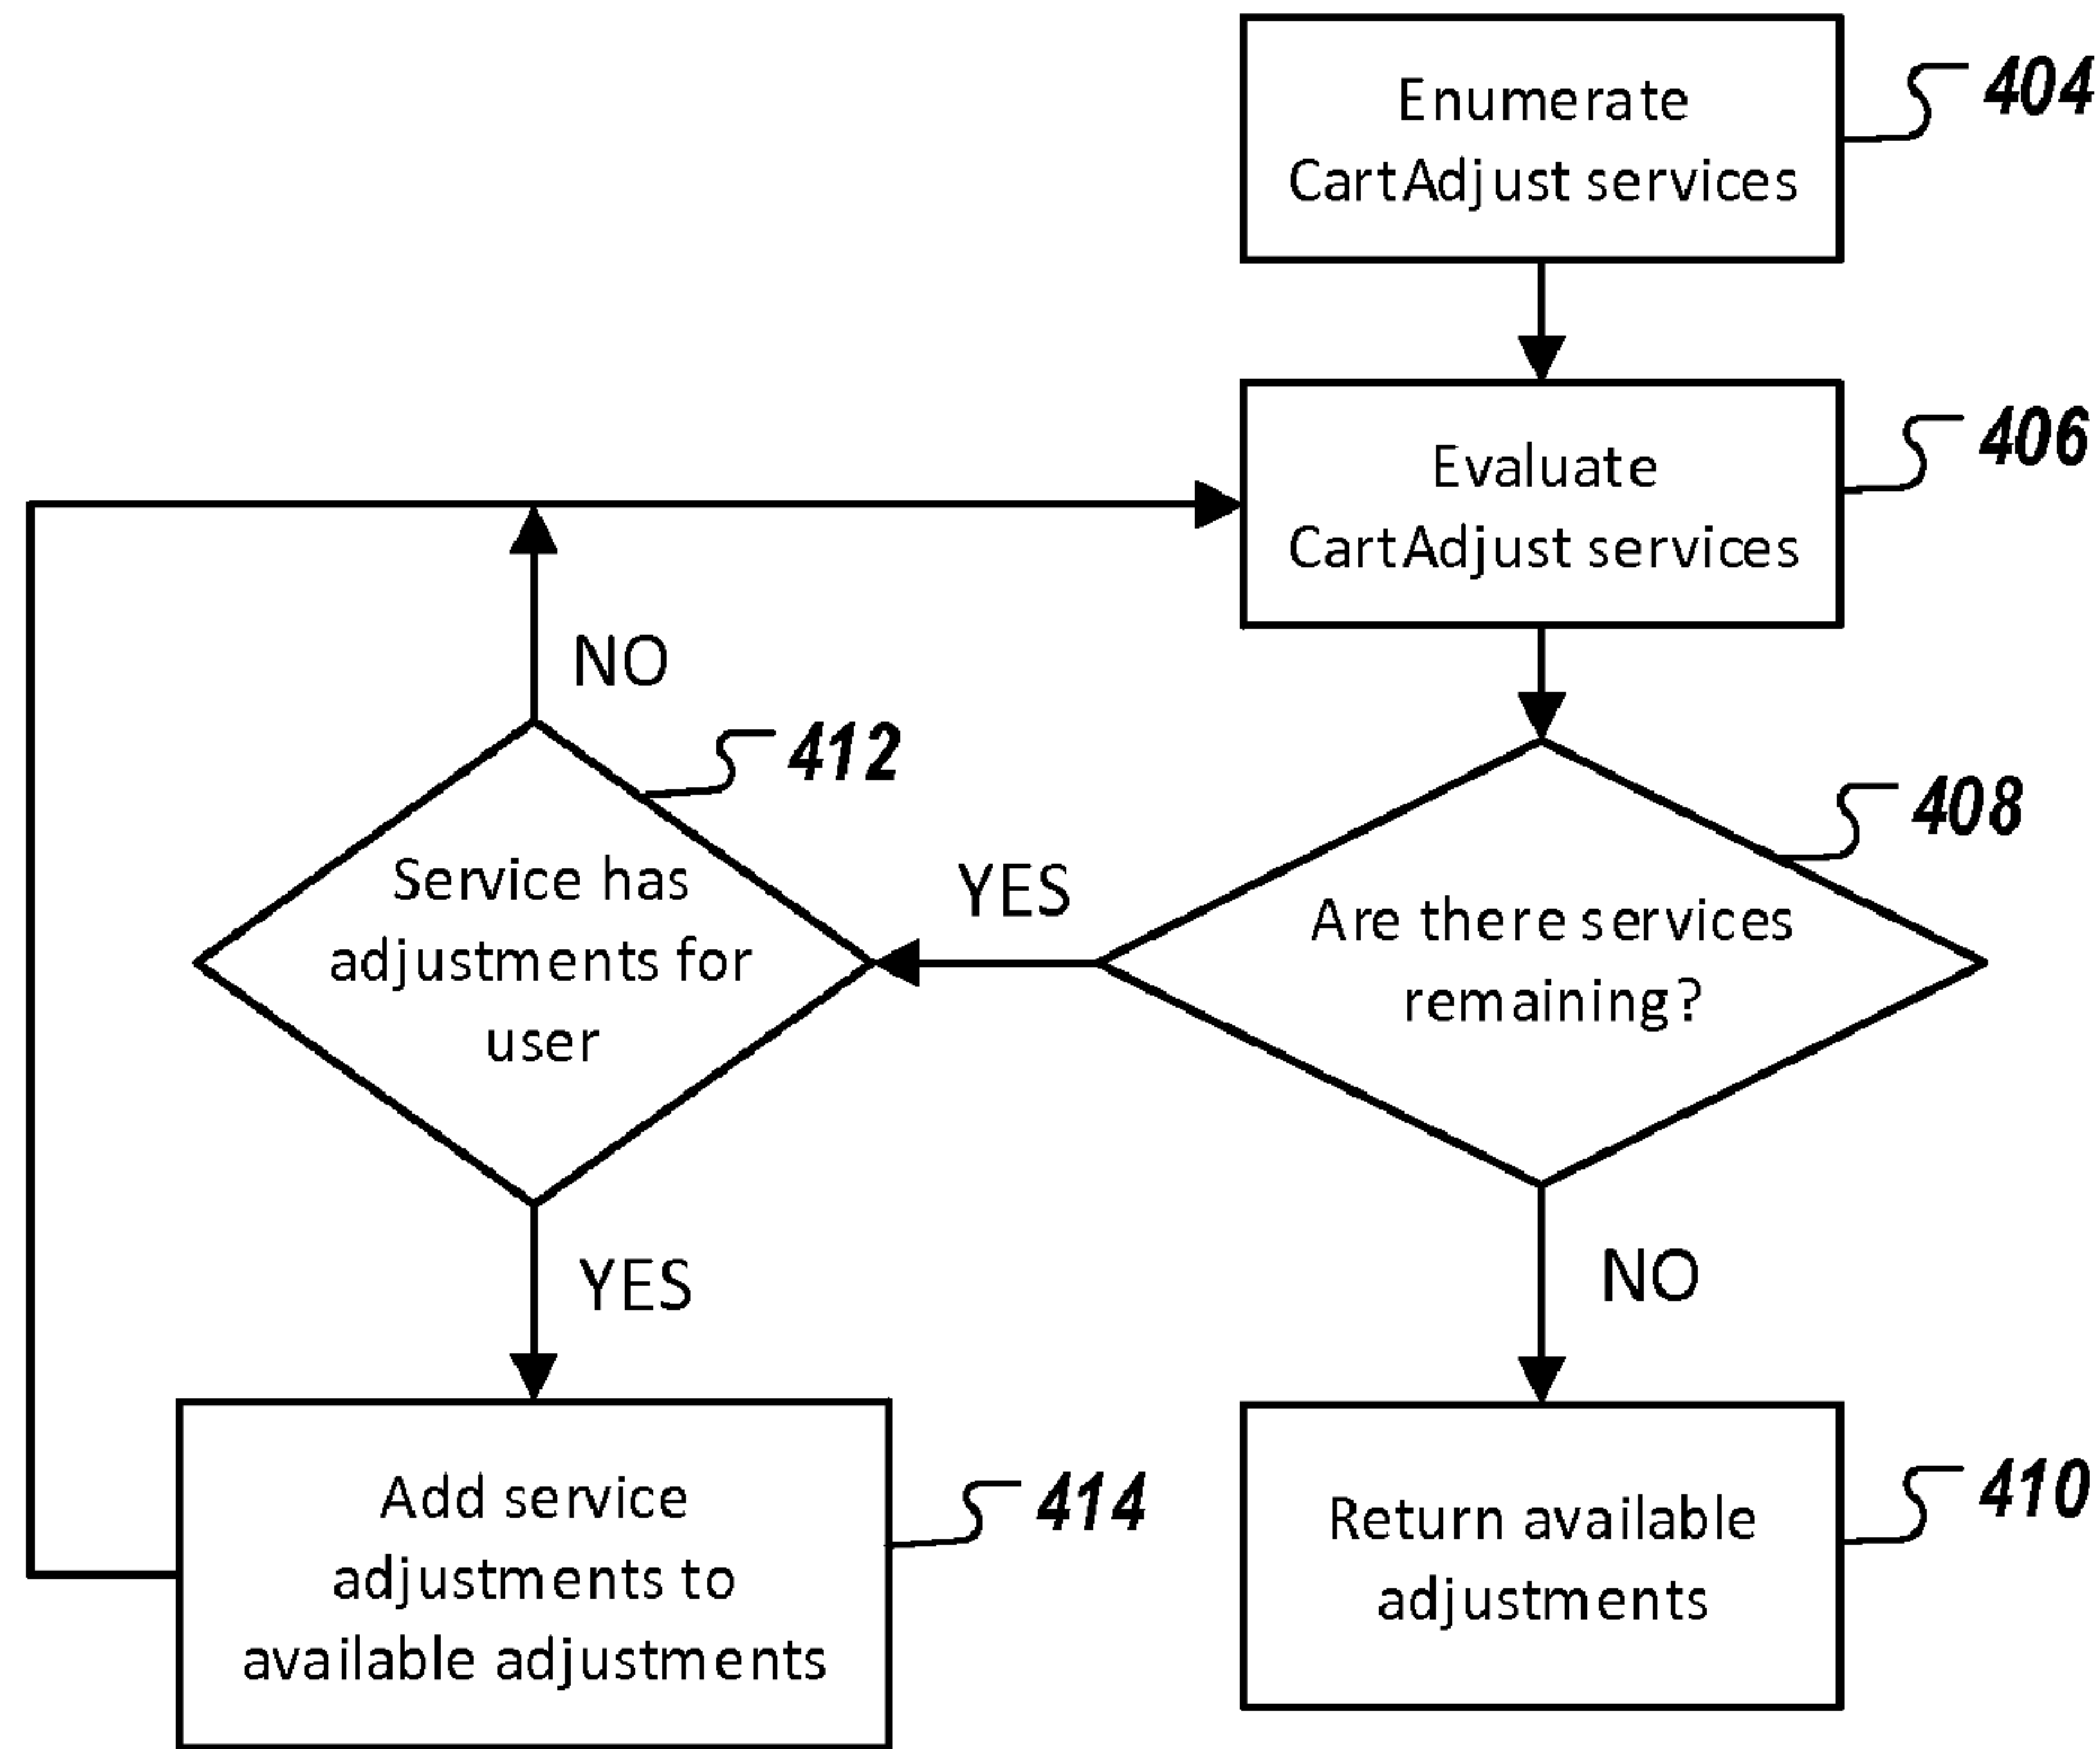 Enumerate
CartAdjust services
404
Evaluate
CartAdjust services
406
NO
412
Service has
adjustments for
user
YES
Are there services
remaining?
408
YES
NO
Add service
adjustments to
available adjustments
414
Return available
adjustments
410